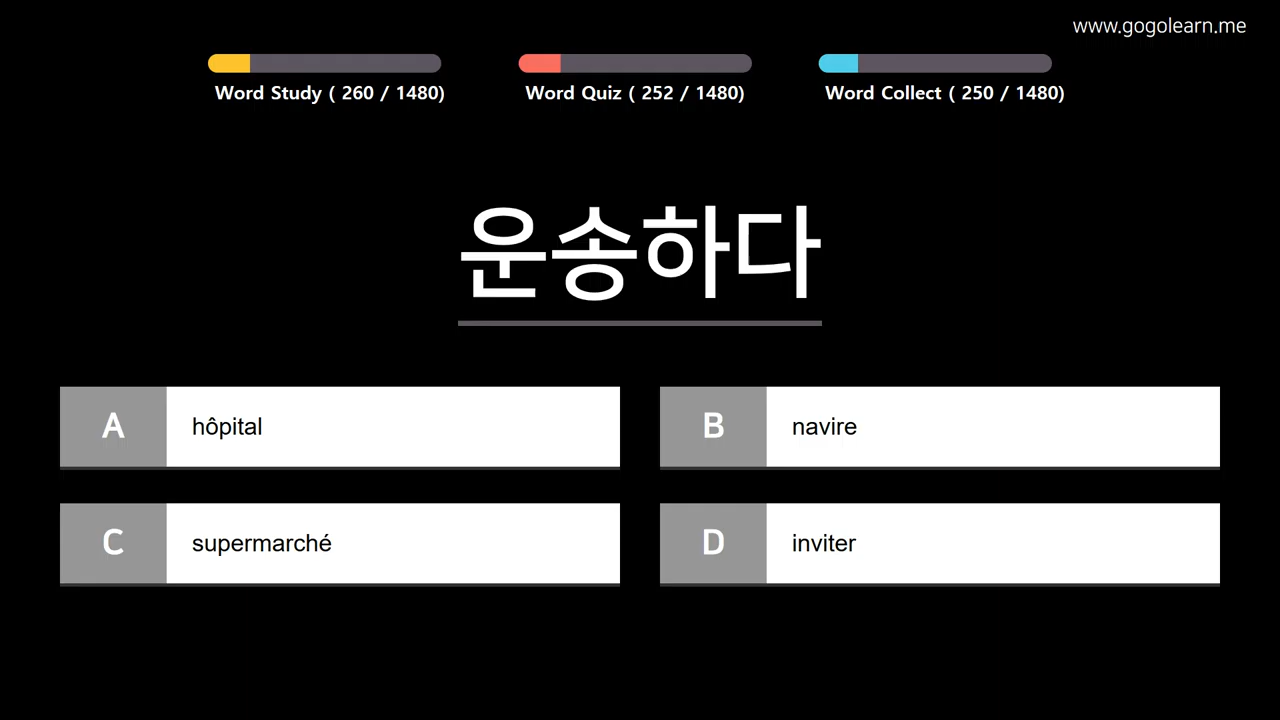 www.gogolearn.me
Word Study ( 260 / 1480)
Word Quiz ( 252 / 1480)
Word Collect ( 250 / 1480)
운송하다
A hôpital
B navire
C supermarché
D inviter